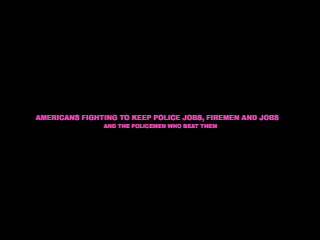 AMERICANS FIGHTING TO KEEP POLICE JOBS, FIREMEN AND JOBS
AND THE POLICEMEN WHO BEAT THEM